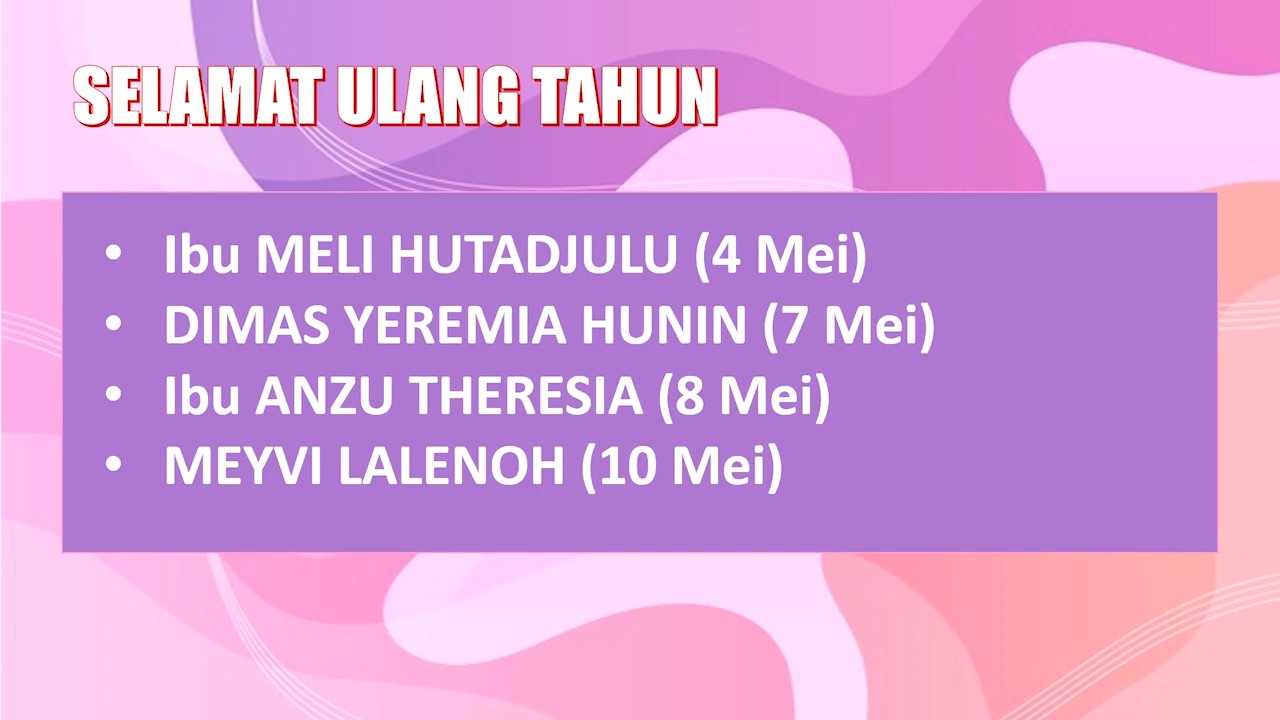 SELAMAT ULANG TAHUN
• Ibu MELI HUTADJULU (4 Mei)
• DIMAS YEREMIA HUNIN (7 Mei)
• Ibu ANZU THERESIA (8 Mei)
• MEYVI LALENOH (10 Mei)